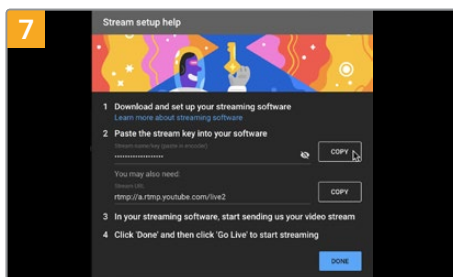 7
Stream setup help
1 Download and set up your streaming software
Learn more about streaming software
2 Paste the stream key into your software
Stream name/key (paste in encoder)
••••••••••••••••••••
COPY
You may also need:
Stream URL
rtmp://a.rtmp.youtube.com/live2
COPY
3 In your streaming software, start sending us your video stream
4 Click 'Done' and then click 'Go Live' to start streaming
DONE